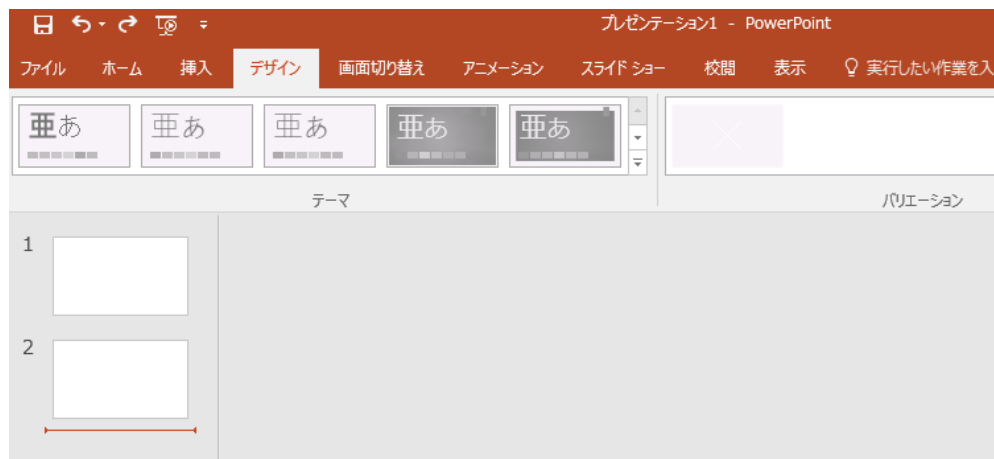 プレゼンテーション1 - PowerPoint
ファイル ホーム 挿入 デザイン 画面切り替え アニメーション スライド ショー 校閲 表示 実行したい作業を入
亜あ 亜あ 亜あ 亜あ 亜あ
テーマ バリエーション
1
2